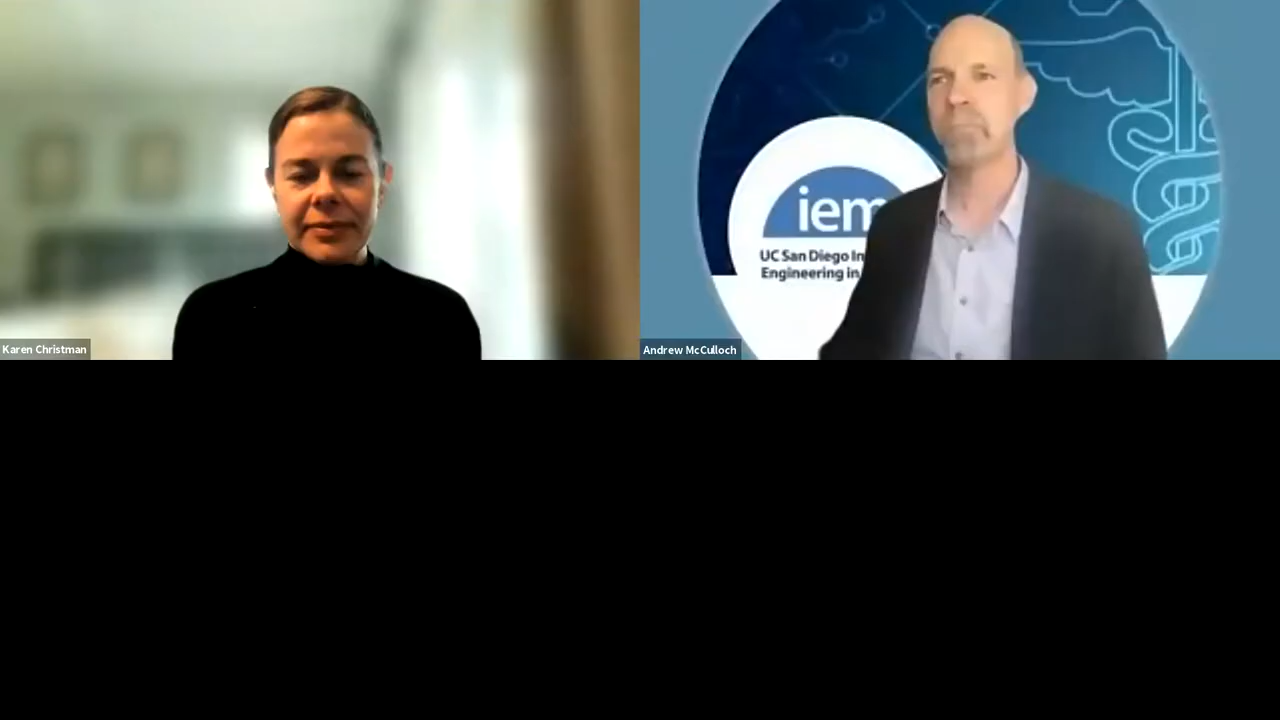 iem
UC San Diego In
Engineering in
Karen Christman
Andrew McCulloch